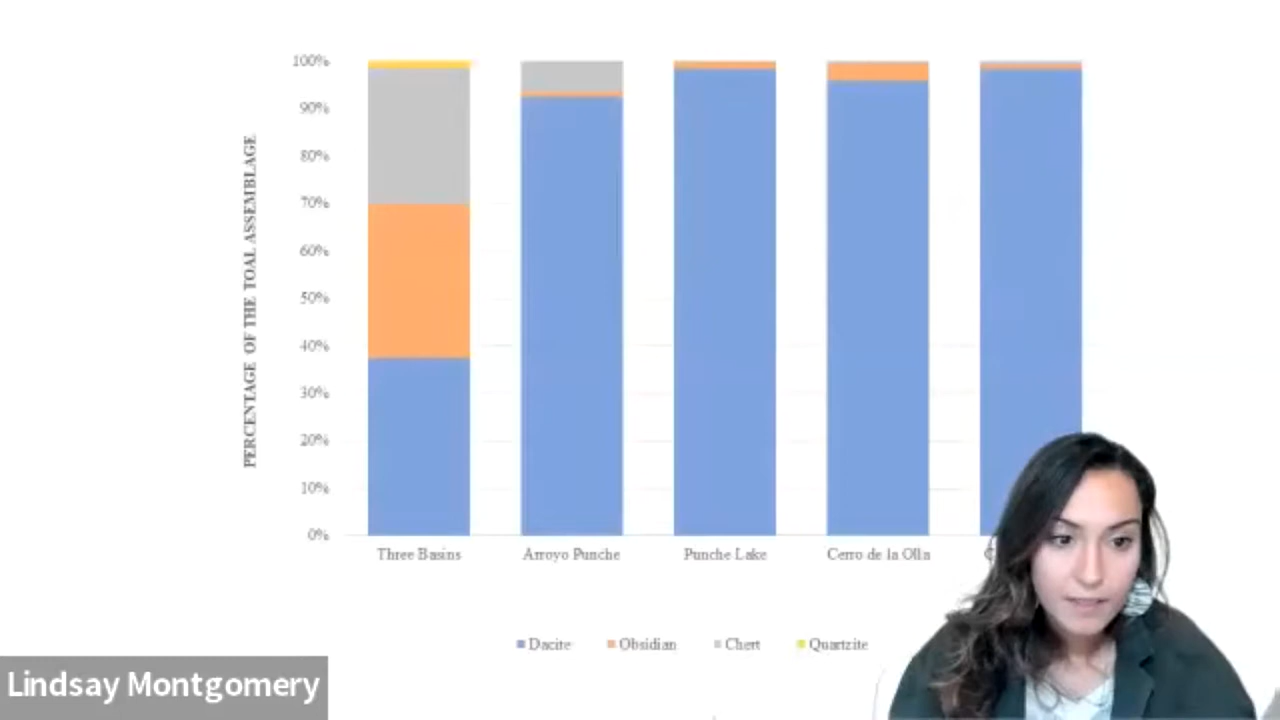 100%
90%
80%
70%
60%
50%
40%
30%
20%
10%
0%
PERCENTAGE OF THE TOAL ASSEMBLAGE
Three Basins Arroyo Punche Punche Lake Cerro de la Olla
Dacite Obsidian Chert Quartzite
Lindsay Montgomery